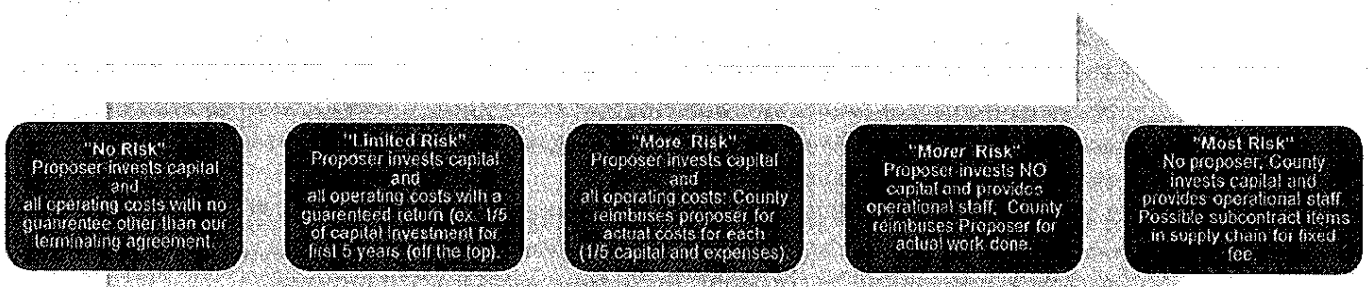 "No Risk"
Proposer invests capital
and
all operating costs with no
guanrentee other than our
terminating agreement.
"Limited Risk"
Proposer invests capital
and
all operating costs with a
guarenteed return (ex. 1/5
of capital investment for
first 5 years (off the top).
"More Risk"
Proposer invests capital
and
all operating costs; County
reimbuses proposer for
actual costs for each
(1/5 capital and expenses)
"Morer Risk"
Proposer invests NO
capital and provides
operational staff. County
reimbuses Proposer for
actual work done.
"Most Risk"
No proposer, County
invests capital and
provides operational staff.
Possible subcontract items
in supply chain for fixed
fee.